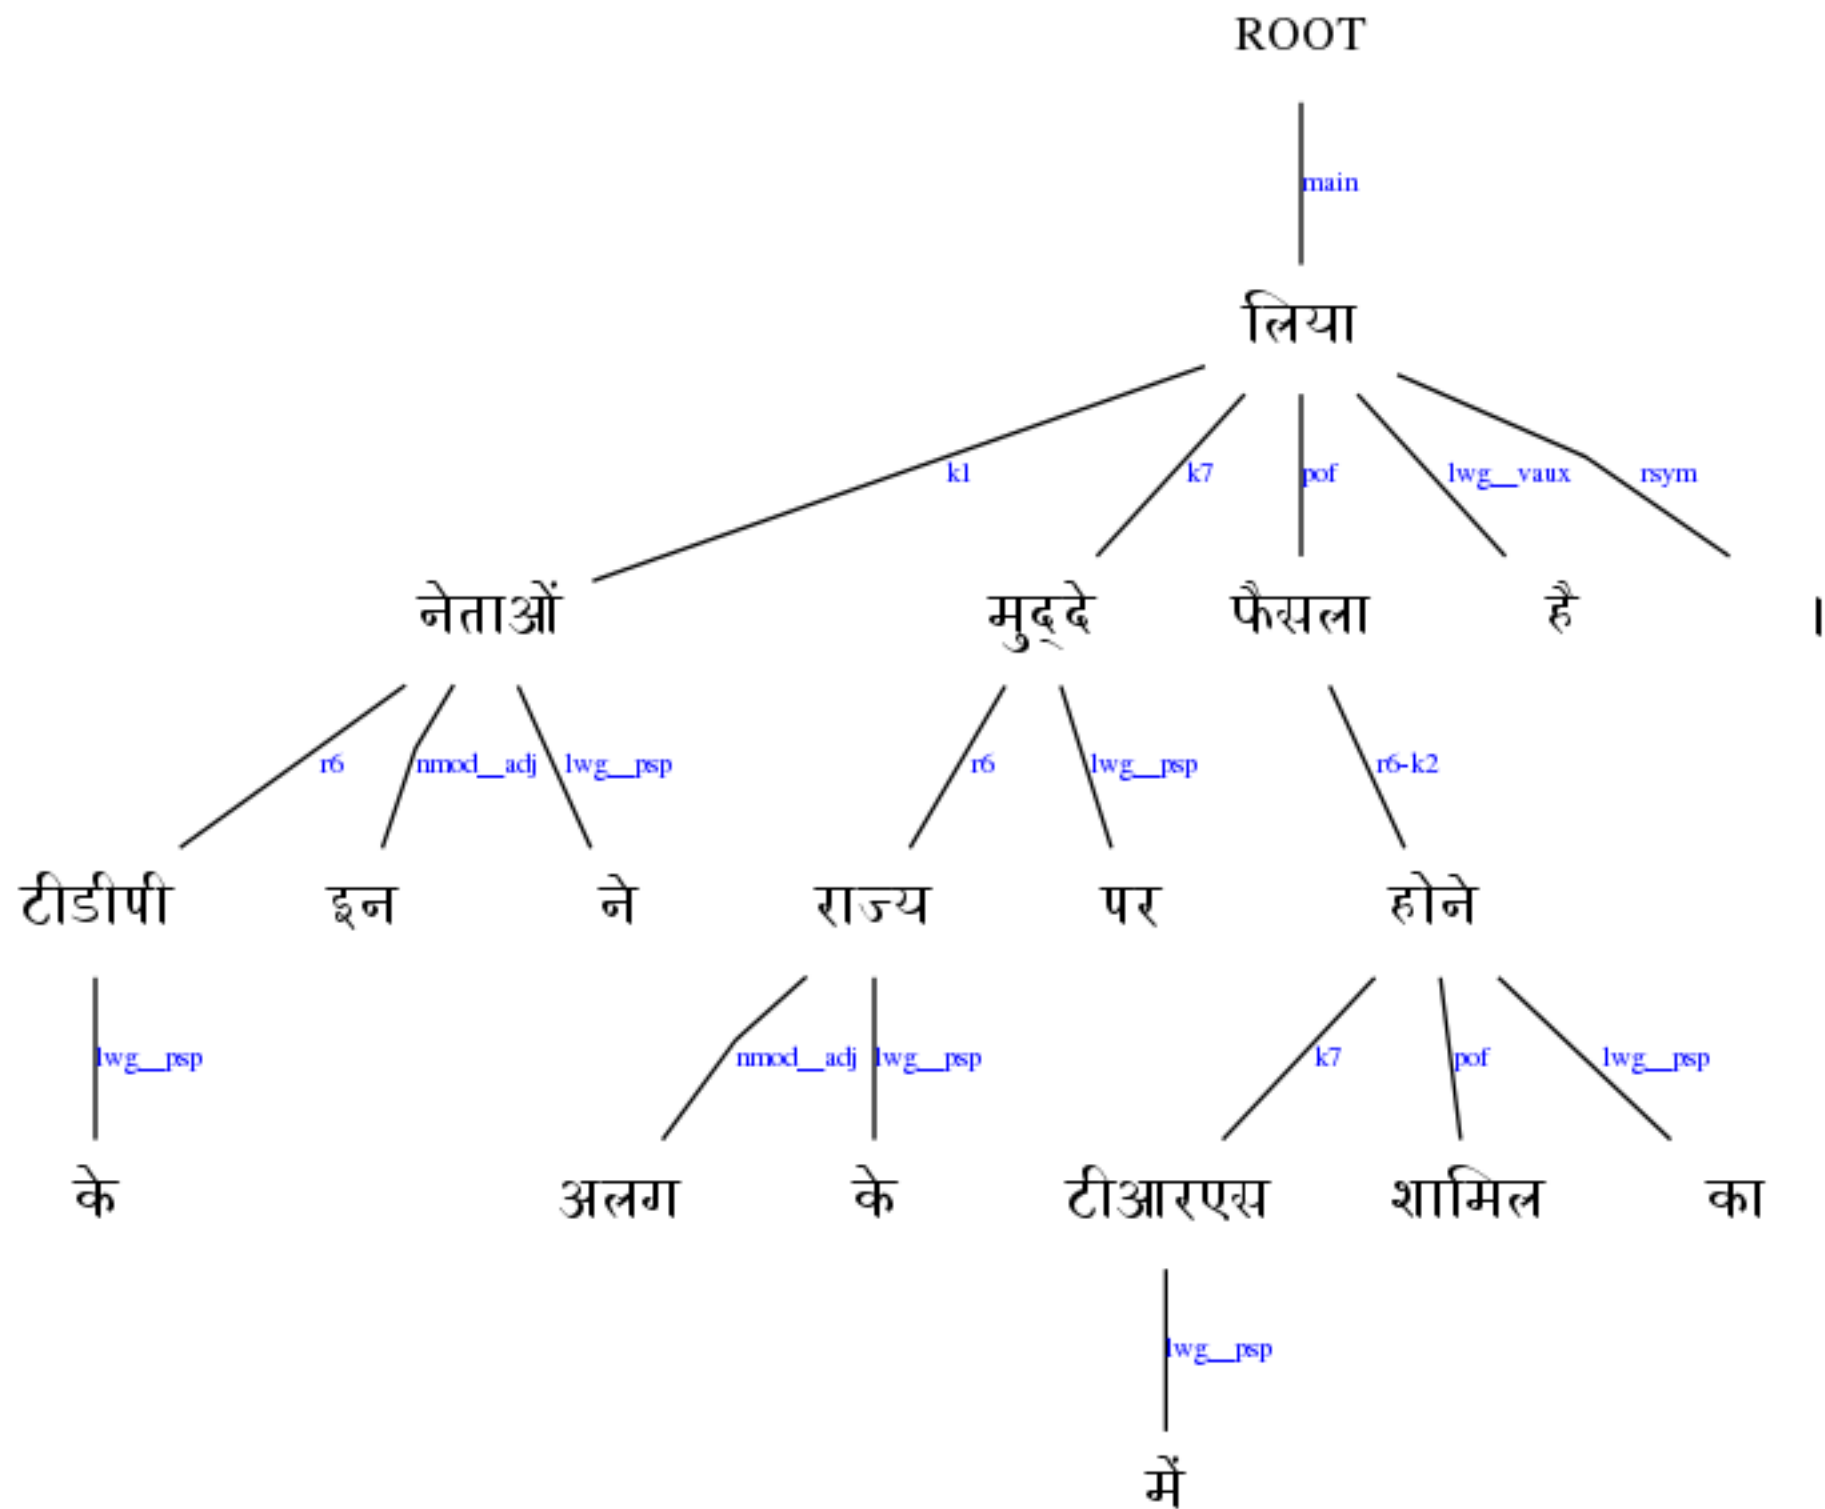 ROOT
main
लिया
k1 k7 pof lwg__vaux rsym
नेताओं मुद्दे फैसला है ।
r6 nmod__adj lwg__psp r6 lwg__psp r6-k2
टीडीपी इन ने राज्य पर होने
lwg__psp nmod__adj lwg__psp k7 pof lwg__psp
के अलग के टीआरएस शामिल का
lwg__psp
में